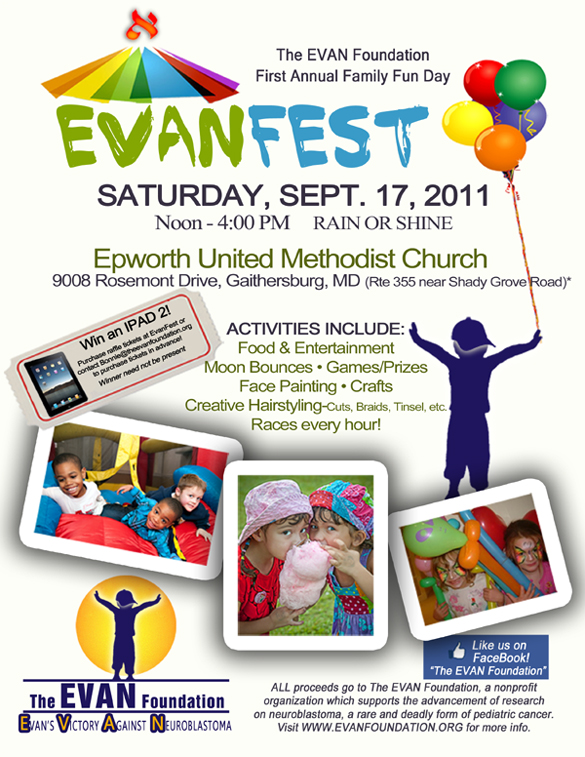 The EVAN Foundation
First Annual Family Fun Day
EVANFEST
SATURDAY, SEPT. 17, 2011
Noon - 4:00 PM RAIN OR SHINE
Epworth United Methodist Church
9008 Rosemont Drive, Gaithersburg, MD (Rte 355 near Shady Grove Road)*
Win an IPAD 2!
Purchase raffle tickets at EvanFest or
contact Bonnie@theevanfoundation.org
to purchase tickets in advance!
Winner need not be present
ACTIVITIES INCLUDE:
Food & Entertainment
Moon Bounces • Games/Prizes
Face Painting • Crafts
Creative Hairstyling-Cuts, Braids, Tinsel, etc.
Races every hour!
Like us on
FaceBook!
"The EVAN Foundation"
The EVAN Foundation
EVAN'S VICTORY AGAINST NEUROBLASTOMA
ALL proceeds go to The EVAN Foundation, a nonprofit
organization which supports the advancement of research
on neuroblastoma, a rare and deadly form of pediatric cancer.
Visit WWW.EVANFOUNDATION.ORG for more info.